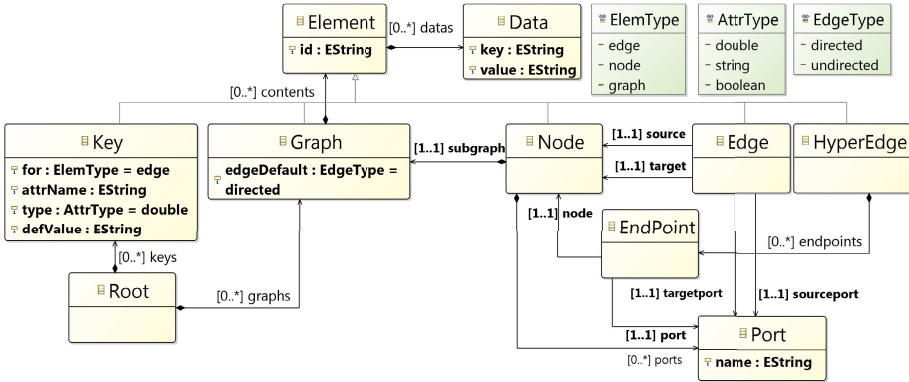 Element
id : EString
[0..*] datas
Data
key : EString
value : EString
ElemType
edge
node
graph
AttrType
double
string
boolean
EdgeType
directed
undirected
[0..*] contents
Key
for : ElemType = edge
attrName : EString
type : AttrType = double
defValue : EString
Graph
edgeDefault : EdgeType =
directed
[1..1] subgraph
Node
[1..1] source
[1..1] target
Edge
HyperEdge
[1..1] node
EndPoint
[0..*] endpoints
[0..*] keys
Root
[0..*] graphs
[1..1] targetport
[1..1] sourceport
[1..1] port
[0..*] ports
Port
name : EString